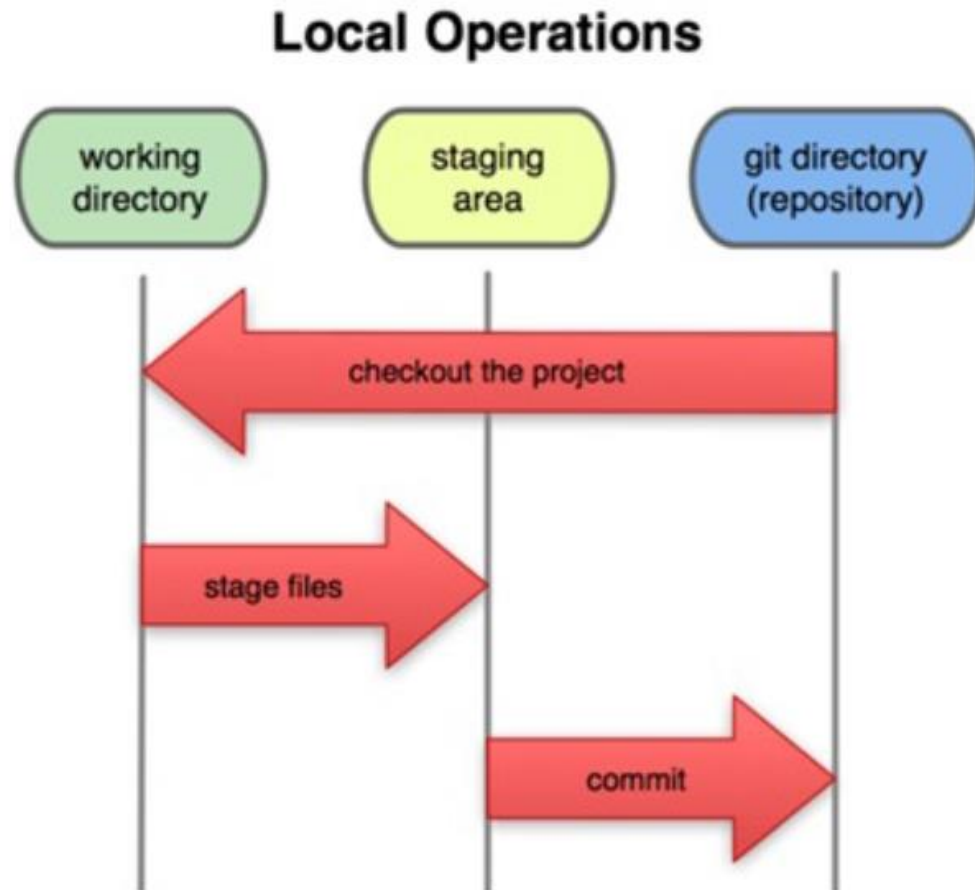 Local Operations
working
directory
staging
area
git directory
(repository)
checkout the project
stage files
commit